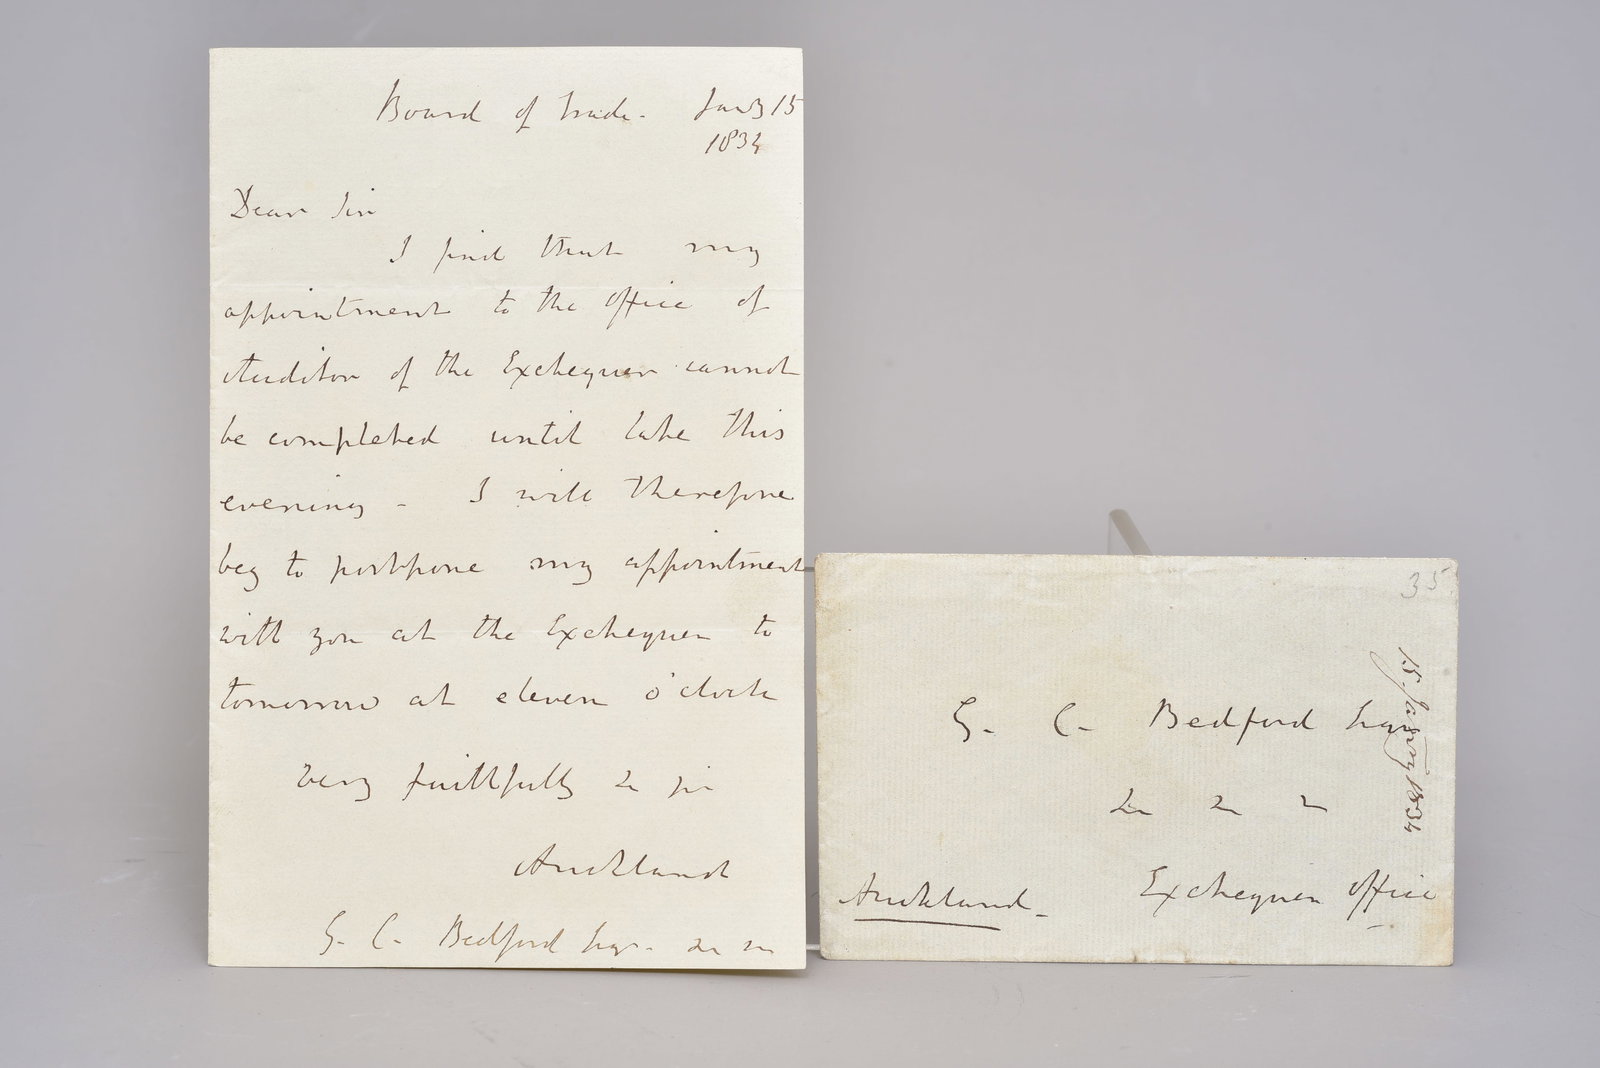 Board of Trade. Jany 15
1834
Dear Sir
I find that my
appointment to the office of
Auditor of the Exchequer cannot
be completed until late this
evening - I will therefore
beg to postpone my appointment
with you at the Exchequer to
tomorrow at eleven o'clock
very faithfully & sir
Auckland
G. C. Bedford Esqr. &c &c
35
15 Jany 1834
G. C. Bedford Esqr
&c &c &c
Exchequer Office
Auckland